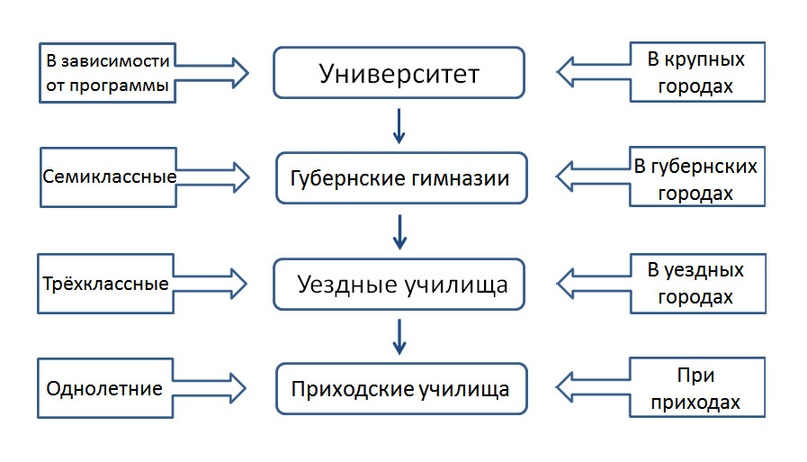 В зависимости
от программы
Университет
В крупных
городах
Семиклассные
Губернские гимназии
В губернских
городах
Трёхклассные
Уездные училища
В уездных
городах
Однолетние
Приходские училища
При
приходах